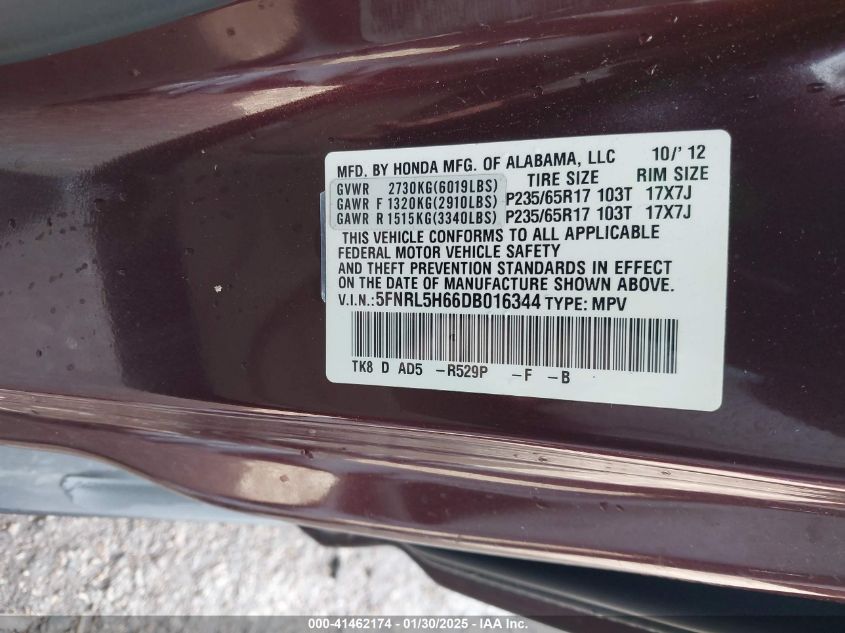 MFD. BY HONDA MFG. OF ALABAMA, LLC 10/'12
TIRE SIZE RIM SIZE
GVWR 2730KG(6019LBS)
GAWR F 1320KG(2910LBS) P235/65R17 103T 17X7J
GAWR R 1515KG(3340LBS) P235/65R17 103T 17X7J
THIS VEHICLE CONFORMS TO ALL APPLICABLE
FEDERAL MOTOR VEHICLE SAFETY
AND THEFT PREVENTION STANDARDS IN EFFECT
ON THE DATE OF MANUFACTURE SHOWN ABOVE.
V.I.N.:5FNRL5H66DB016344 TYPE: MPV
TK8 D AD5 -R529P -F -B
000-41462174 - 01/30/2025 - IAA Inc.